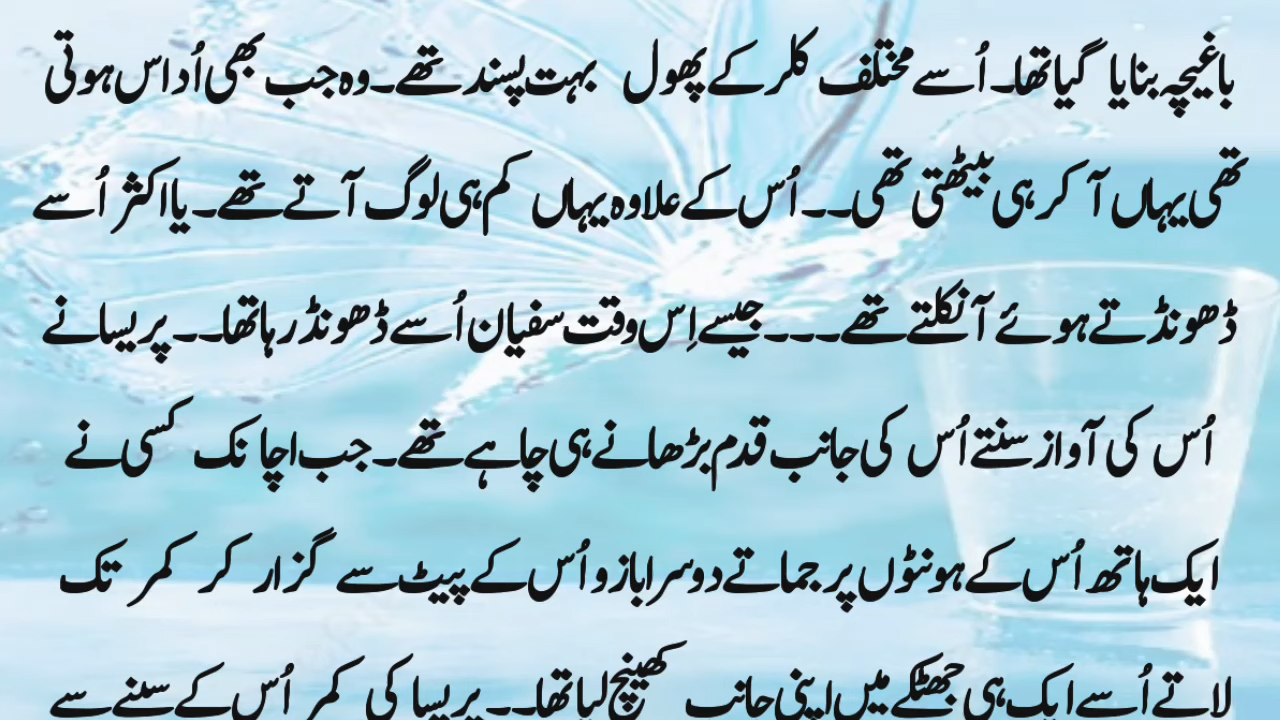 باغیچہ بنایا گیا تھا۔ اُسے مختلف کلر کے پھول بہت پسند تھے۔ وہ جب بھی اُداس ہوتی
تھی یہاں آ کر ہی بیٹھتی تھی۔۔ اُس کے علاوہ یہاں کم ہی لوگ آتے تھے۔ یا اکثر اُسے
ڈھونڈتے ہوئے آ نکلتے تھے۔۔۔ جیسے اِس وقت سفیان اُسے ڈھونڈ رہا تھا۔۔ پریسا نے
اُس کی آواز سنتے اُس کی جانب قدم بڑھانے ہی چاہے تھے۔ جب اچانک کسی نے
ایک ہاتھ اُس کے ہونٹوں پر جماتے دوسرا بازو اُس کے پیٹ سے گزار کر کمر تک
لاتے اُسے ایک ہی جھٹکے میں اپنی جانب کھینچ لیا تھا۔۔ پریسا کی کمر اُس کے سینے سے